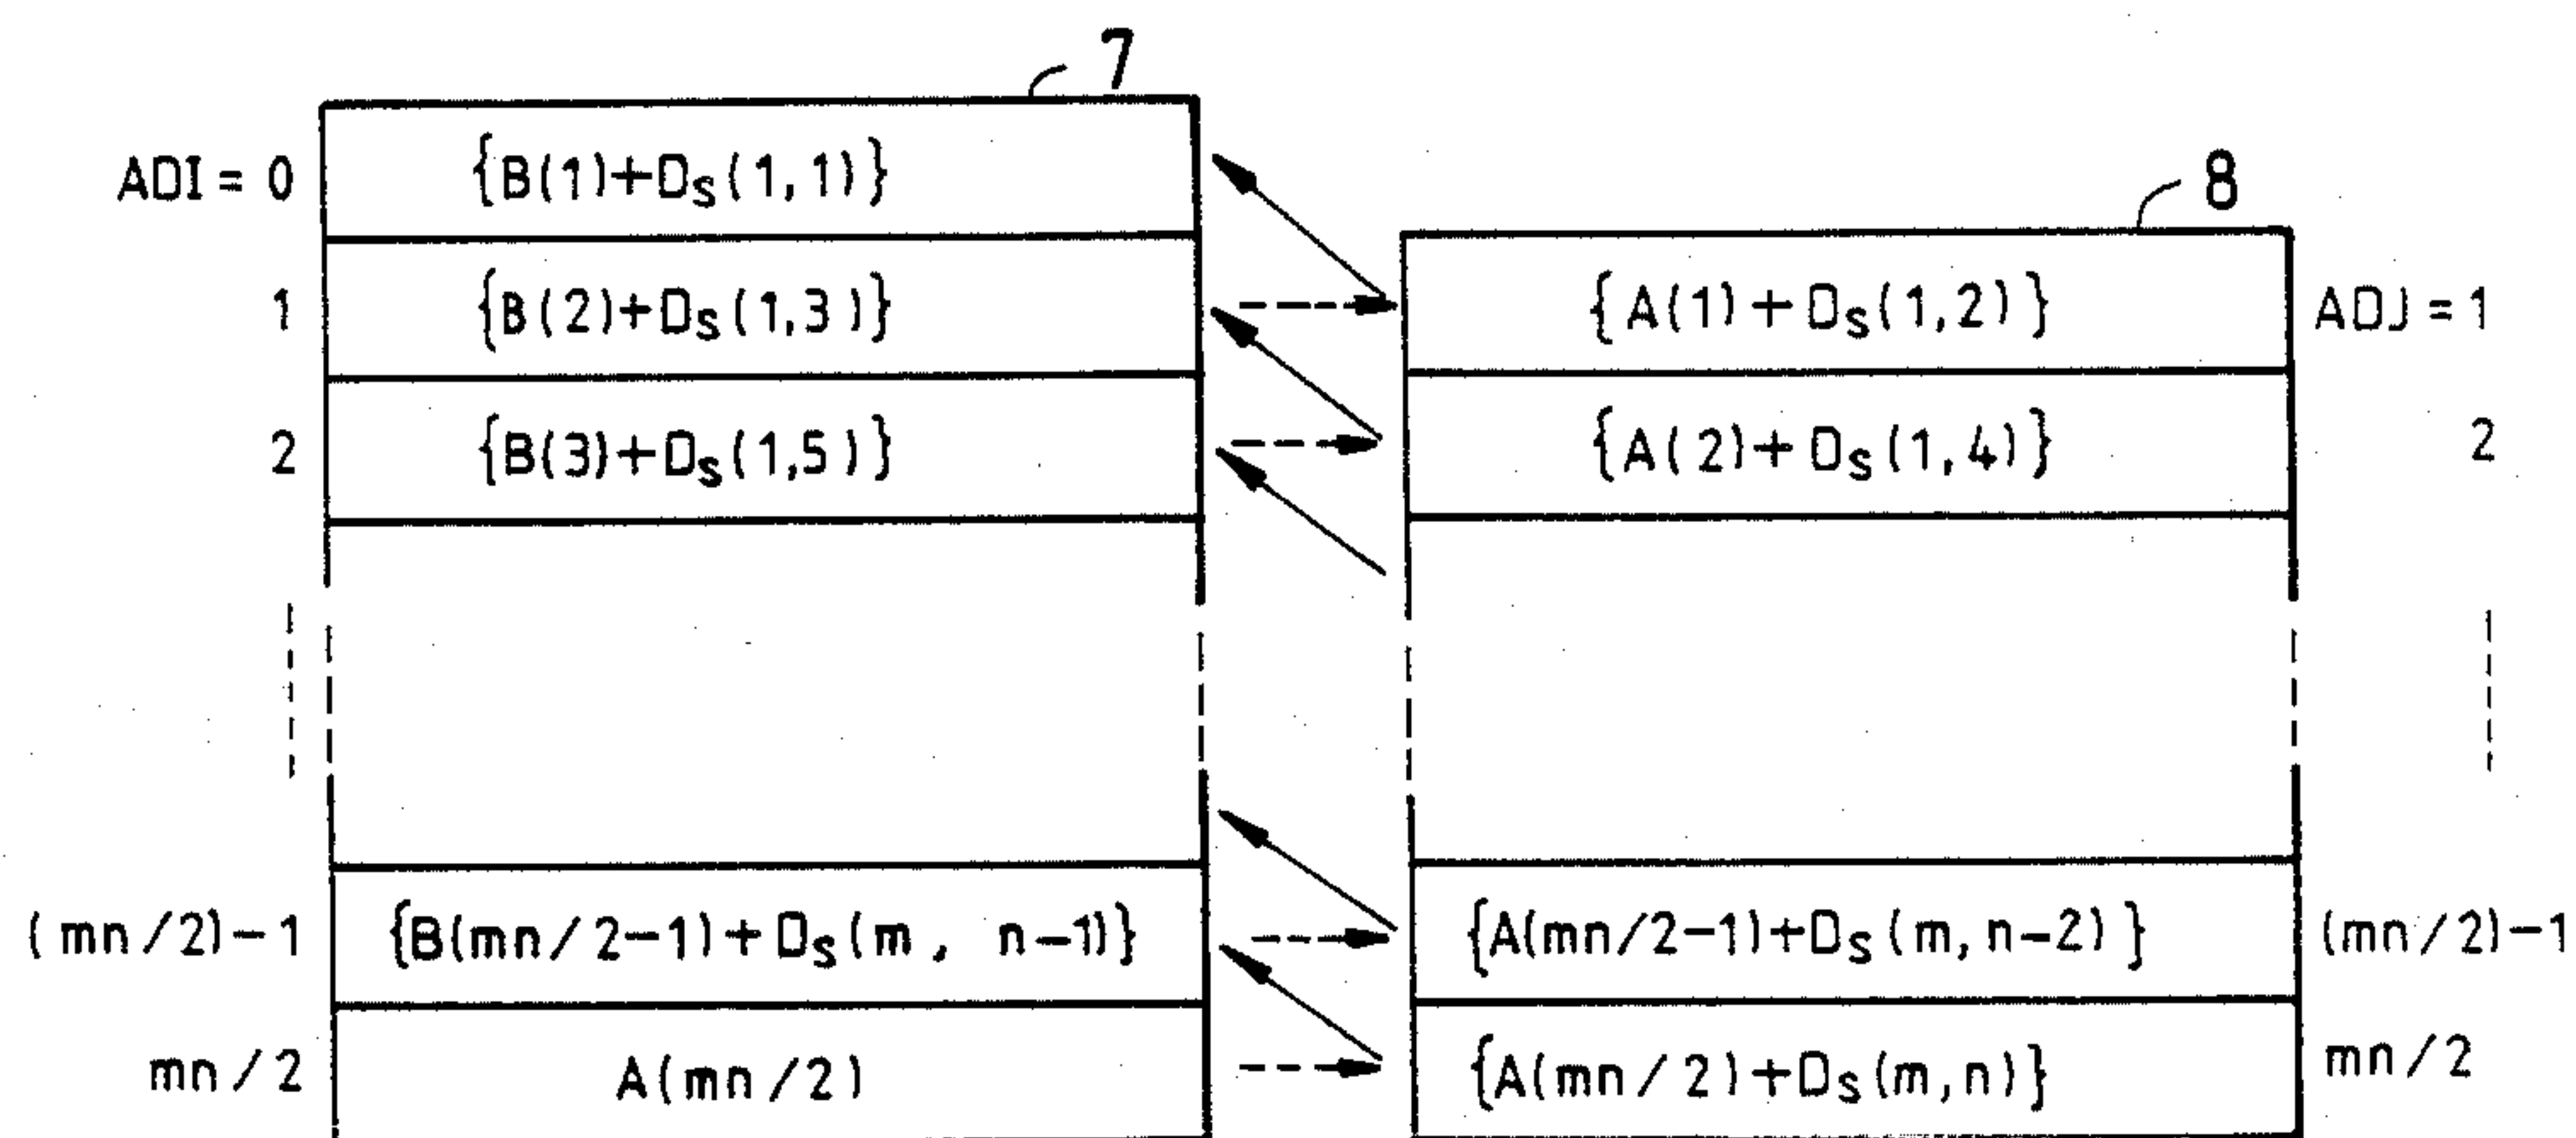 7
8
ADI = 0 {B(1)+Ds(1,1)}
1 {B(2)+Ds(1,3)} {A(1)+Ds(1,2)} ADJ = 1
2 {B(3)+Ds(1,5)} {A(2)+Ds(1,4)} 2
(mn/2)-1 {B(mn/2-1)+Ds(m, n-1)} {A(mn/2-1)+Ds(m,n-2)} (mn/2)-1
mn/2 A(mn/2) {A(mn/2)+Ds(m,n)} mn/2